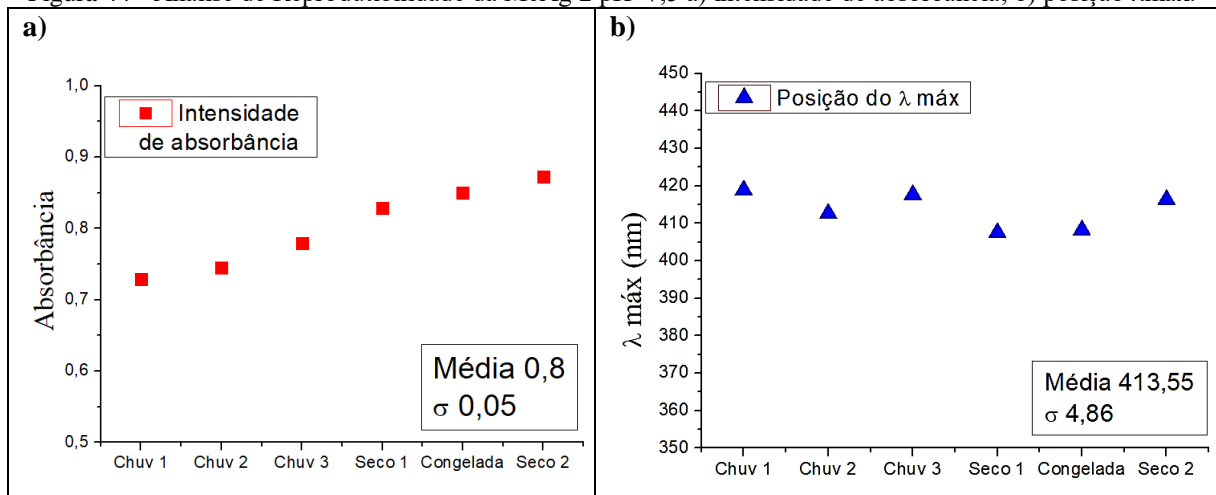 a)
1,0
0,9
0,8
0,7
0,6
0,5
Absorbância
Intensidade
de absorbância
Média 0,8
σ 0,05
Chuv 1 Chuv 2 Chuv 3 Seco 1 Congelada Seco 2
b)
450
440
430
420
410
400
390
380
370
360
350
λ máx (nm)
Posição do λ máx
Média 413,55
σ 4,86
Chuv 1 Chuv 2 Chuv 3 Seco 1 Congelada Seco 2